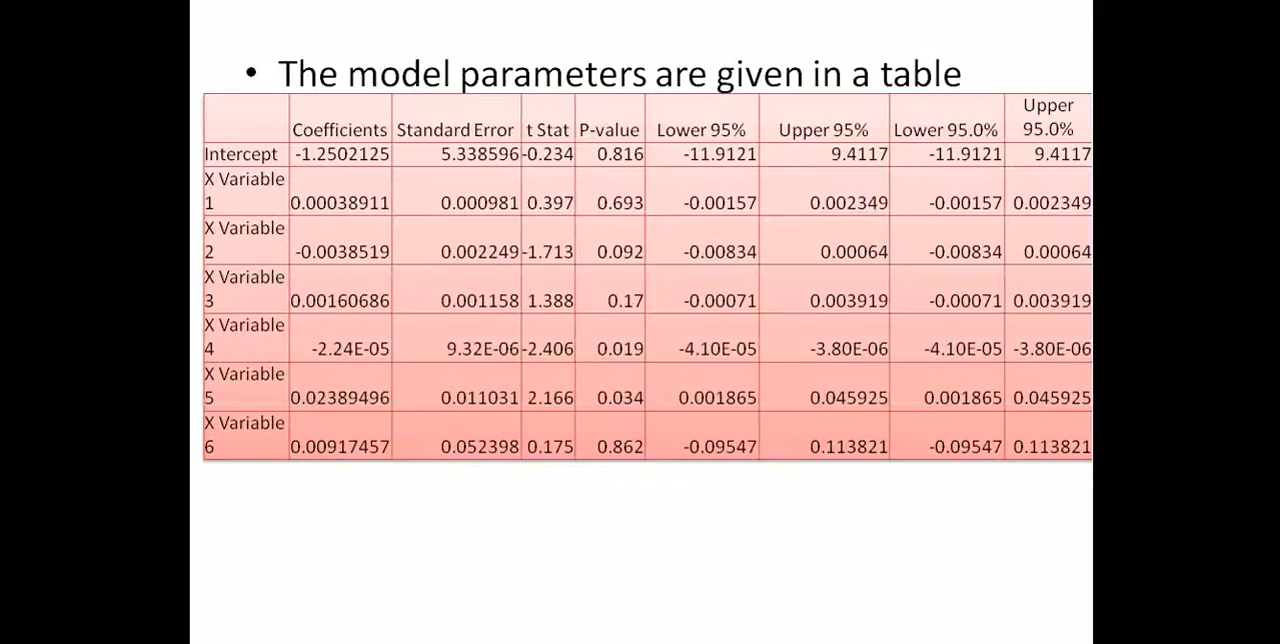 • The model parameters are given in a table
Upper
Coefficients Standard Error t Stat P-value Lower 95% Upper 95% Lower 95.0% 95.0%
Intercept -1.2502125 5.338596 -0.234 0.816 -11.9121 9.4117 -11.9121 9.4117
X Variable
1 0.00038911 0.000981 0.397 0.693 -0.00157 0.002349 -0.00157 0.002349
X Variable
2 -0.0038519 0.002249 -1.713 0.092 -0.00834 0.00064 -0.00834 0.00064
X Variable
3 0.00160686 0.001158 1.388 0.17 -0.00071 0.003919 -0.00071 0.003919
X Variable
4 -2.24E-05 9.32E-06 -2.406 0.019 -4.10E-05 -3.80E-06 -4.10E-05 -3.80E-06
X Variable
5 0.02389496 0.011031 2.166 0.034 0.001865 0.045925 0.001865 0.045925
X Variable
6 0.00917457 0.052398 0.175 0.862 -0.09547 0.113821 -0.09547 0.113821